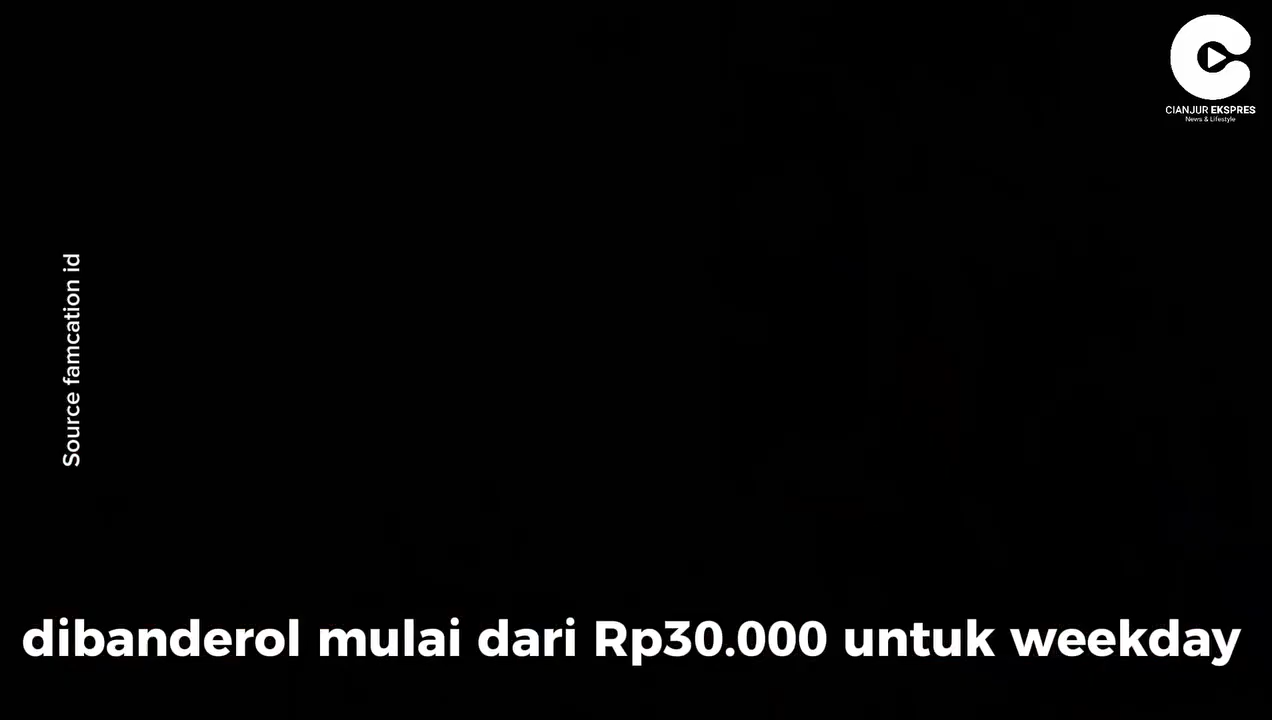 CIANJUR EKSPRES
News & Lifestyle
Source famcation id
dibanderol mulai dari Rp30.000 untuk weekday